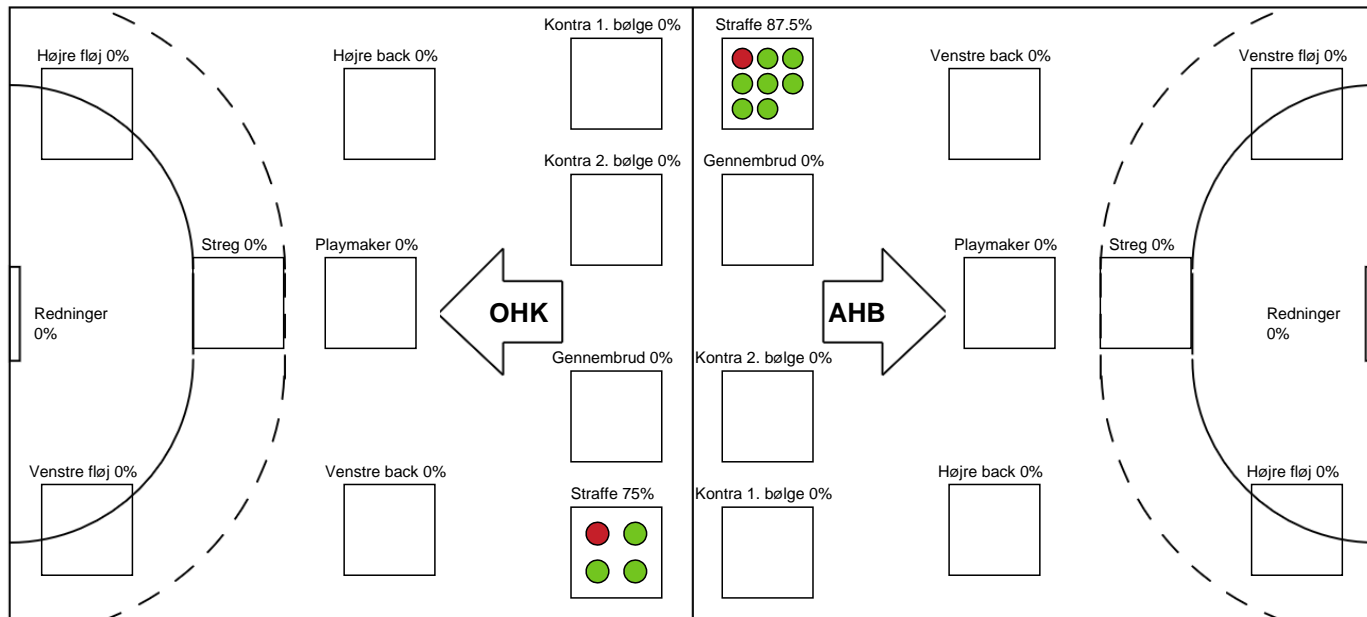 Kontra 1. bølge 0%
Straffe 87.5%
Højre fløj 0%
Højre back 0%
Venstre back 0%
Venstre fløj 0%
Kontra 2. bølge 0%
Gennembrud 0%
Streg 0%
Playmaker 0%
Playmaker 0%
Streg 0%
Redninger
0%
OHK
AHB
Redninger
0%
Gennembrud 0%
Kontra 2. bølge 0%
Venstre fløj 0%
Venstre back 0%
Højre back 0%
Højre fløj 0%
Straffe 75%
Kontra 1. bølge 0%